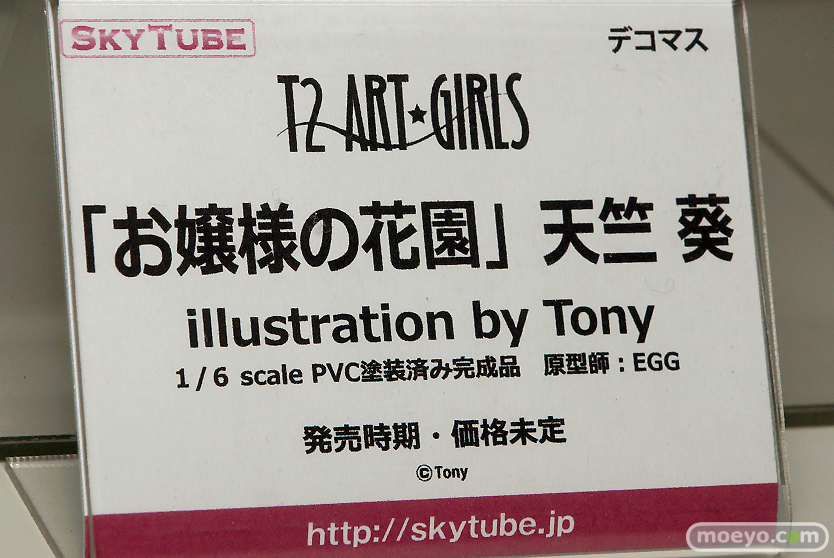 SKYTUBE
デコマス
T2 ART★GIRLS
「お嬢様の花園」天竺 葵
illustration by Tony
1/6 scale PVC塗装済み完成品 原型師:EGG
発売時期・価格未定
©Tony
http://skytube.jp
moeyo.com